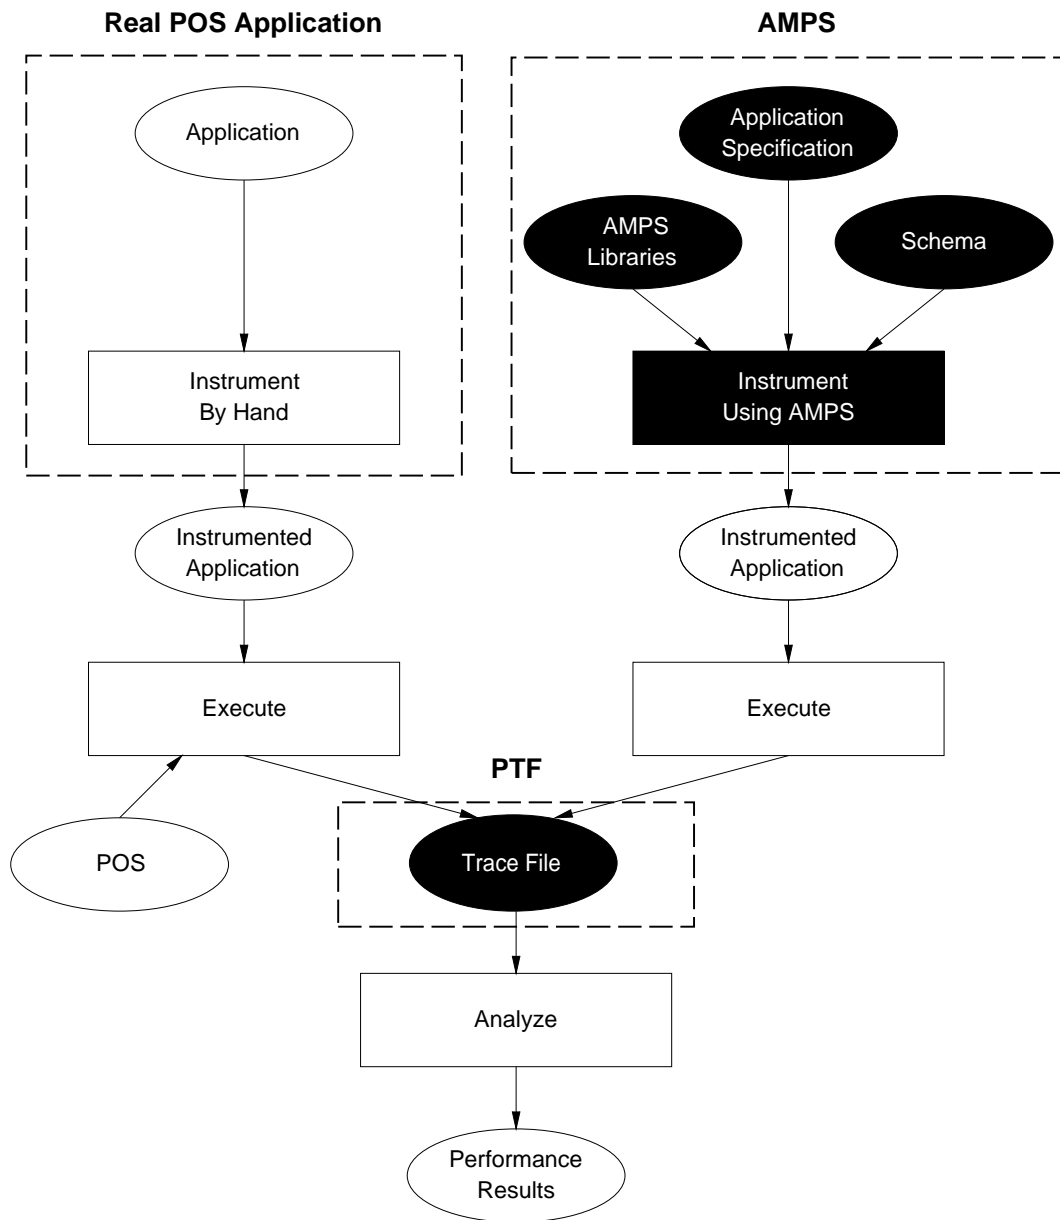 Real POS Application
AMPS
Application
Application
Specification
AMPS
Libraries
Schema
Instrument
By Hand
Instrument
Using AMPS
Instrumented
Application
Instrumented
Application
Execute
Execute
PTF
POS
Trace File
Analyze
Performance
Results